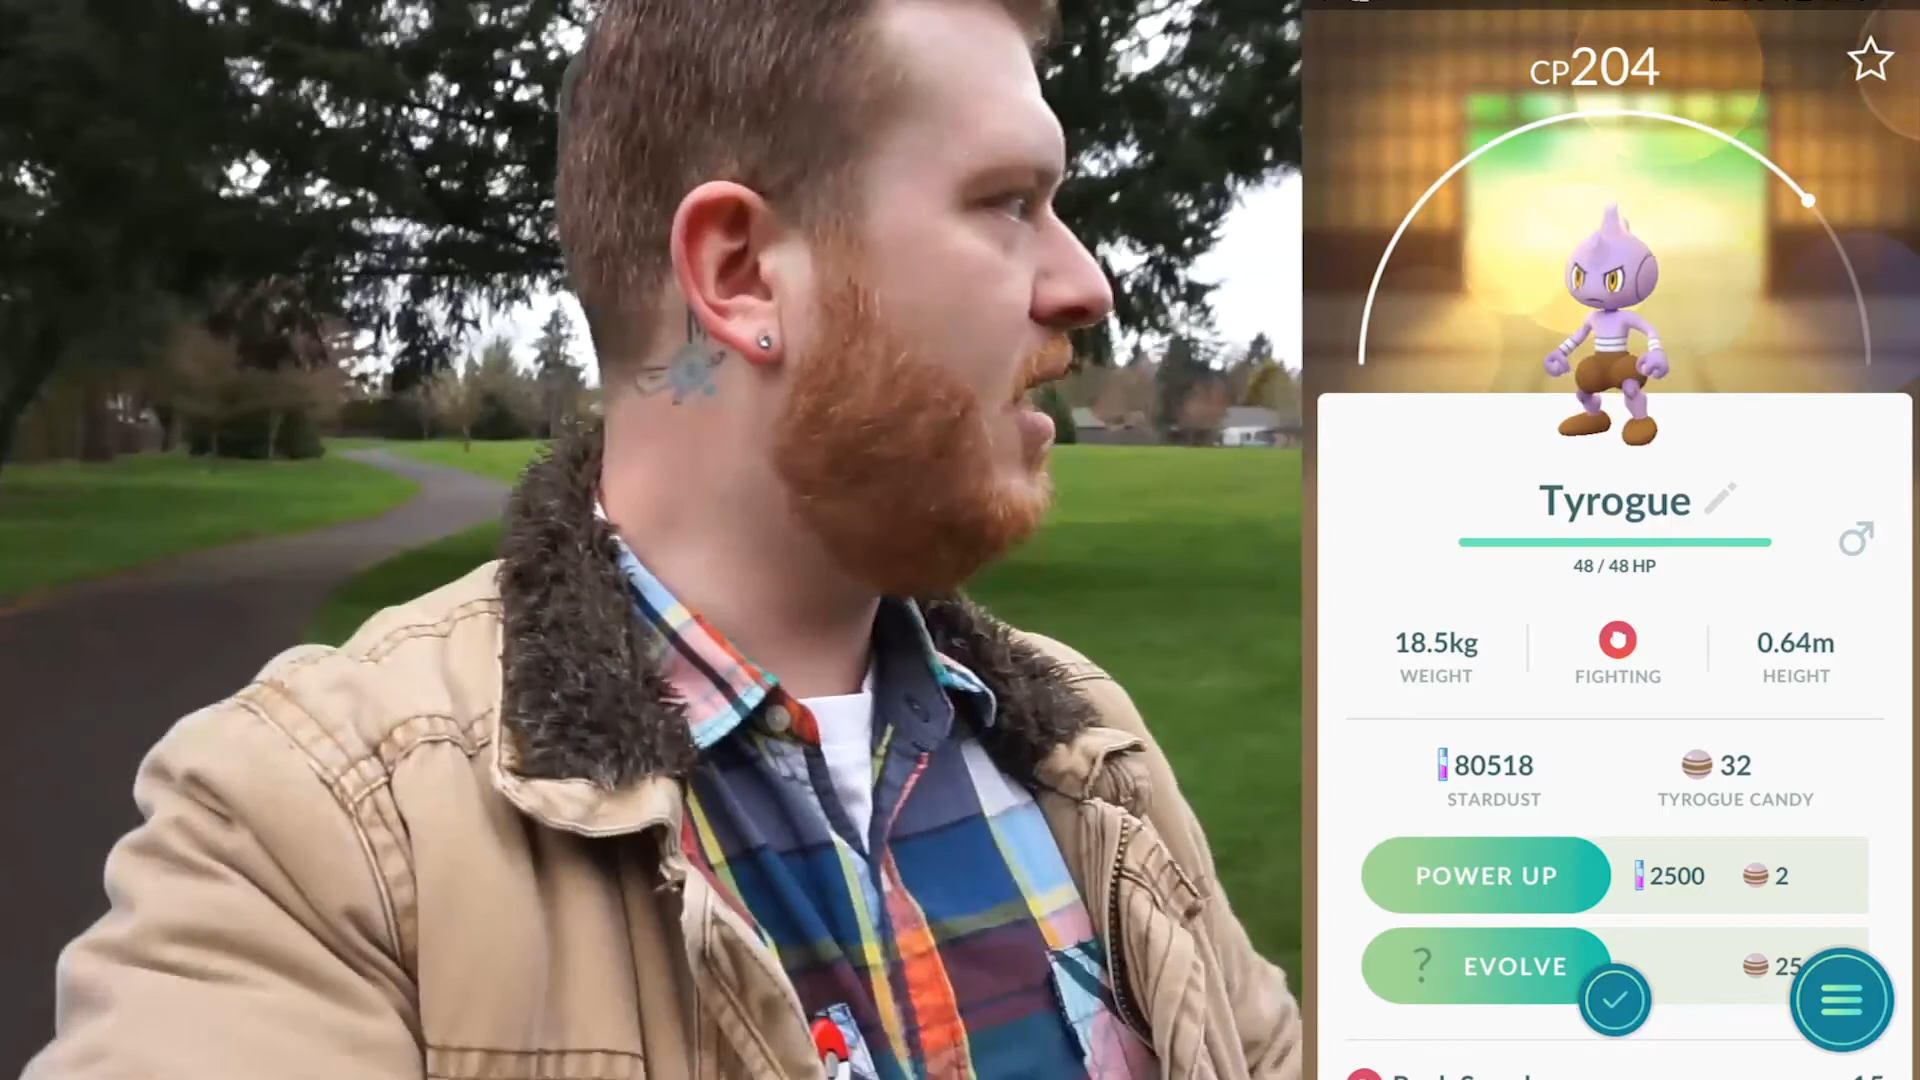 CP204
Tyrogue
48 / 48 HP
18.5kg
WEIGHT
FIGHTING
0.64m
HEIGHT
80518
STARDUST
32
TYROGUE CANDY
POWER UP
2500
2
? EVOLVE
25